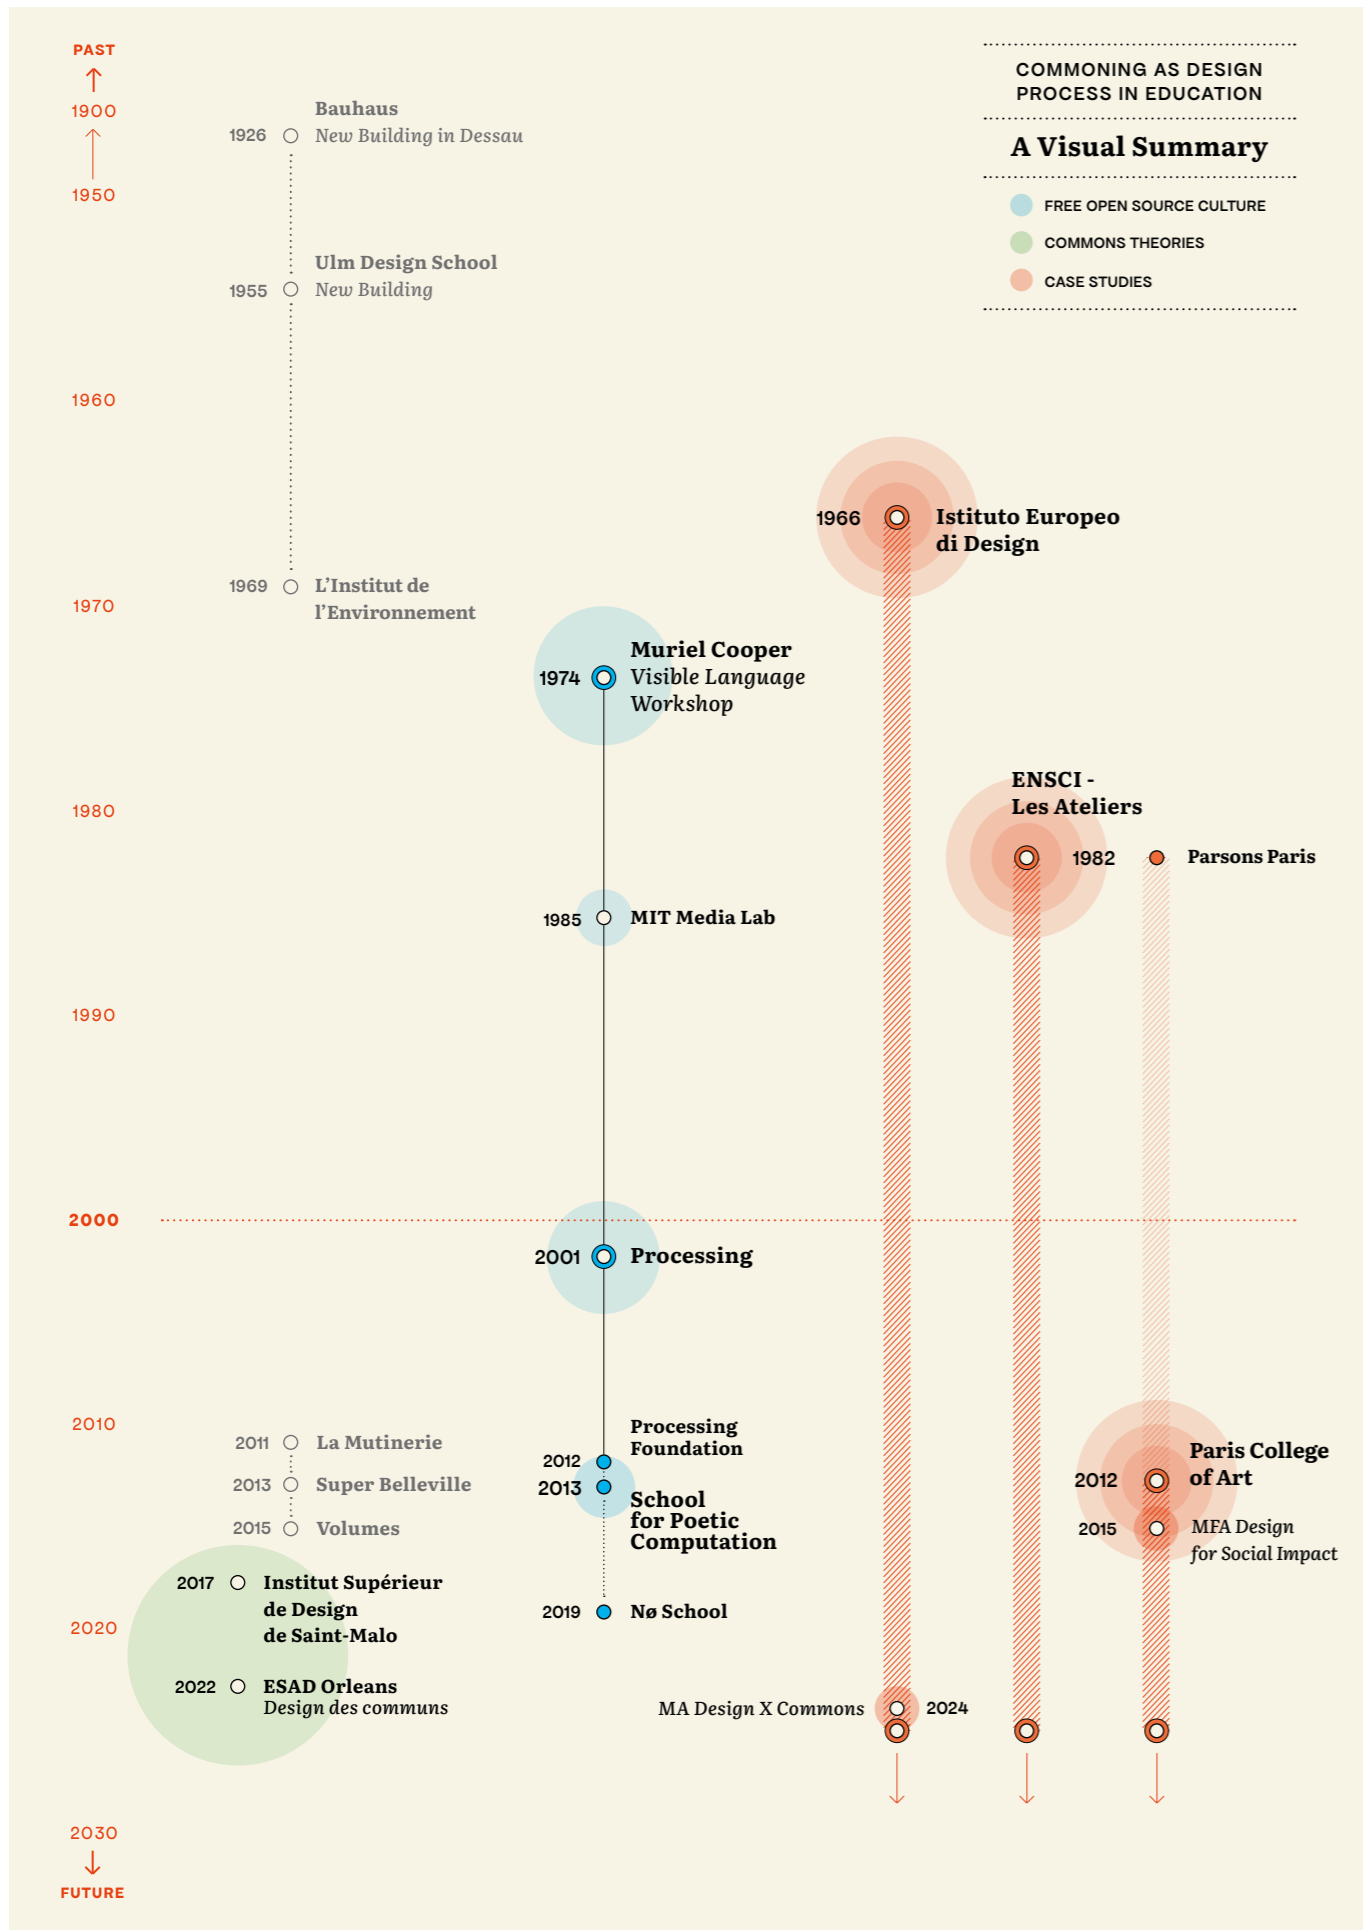 PAST
1900
1950
1960
1970
1980
1990
2000
2010
2020
2030
FUTURE
COMMONING AS DESIGN
PROCESS IN EDUCATION
A Visual Summary
FREE OPEN SOURCE CULTURE
COMMONS THEORIES
CASE STUDIES
Bauhaus
1926 New Building in Dessau
Ulm Design School
1955 New Building
1969 L'Institut de
l'Environnement
1966 Istituto Europeo
di Design
Muriel Cooper
1974 Visible Language
Workshop
ENSCI -
Les Ateliers
1982 Parsons Paris
1985 MIT Media Lab
2001 Processing
2011 La Mutinerie
2013 Super Belleville
2015 Volumes
Processing
Foundation
2012
2013 School
for Poetic
Computation
2019 Nø School
Paris College
2012 of Art
2015 MFA Design
for Social Impact
2017 Institut Supérieur
de Design
de Saint-Malo
2022 ESAD Orleans
Design des communs
MA Design X Commons 2024